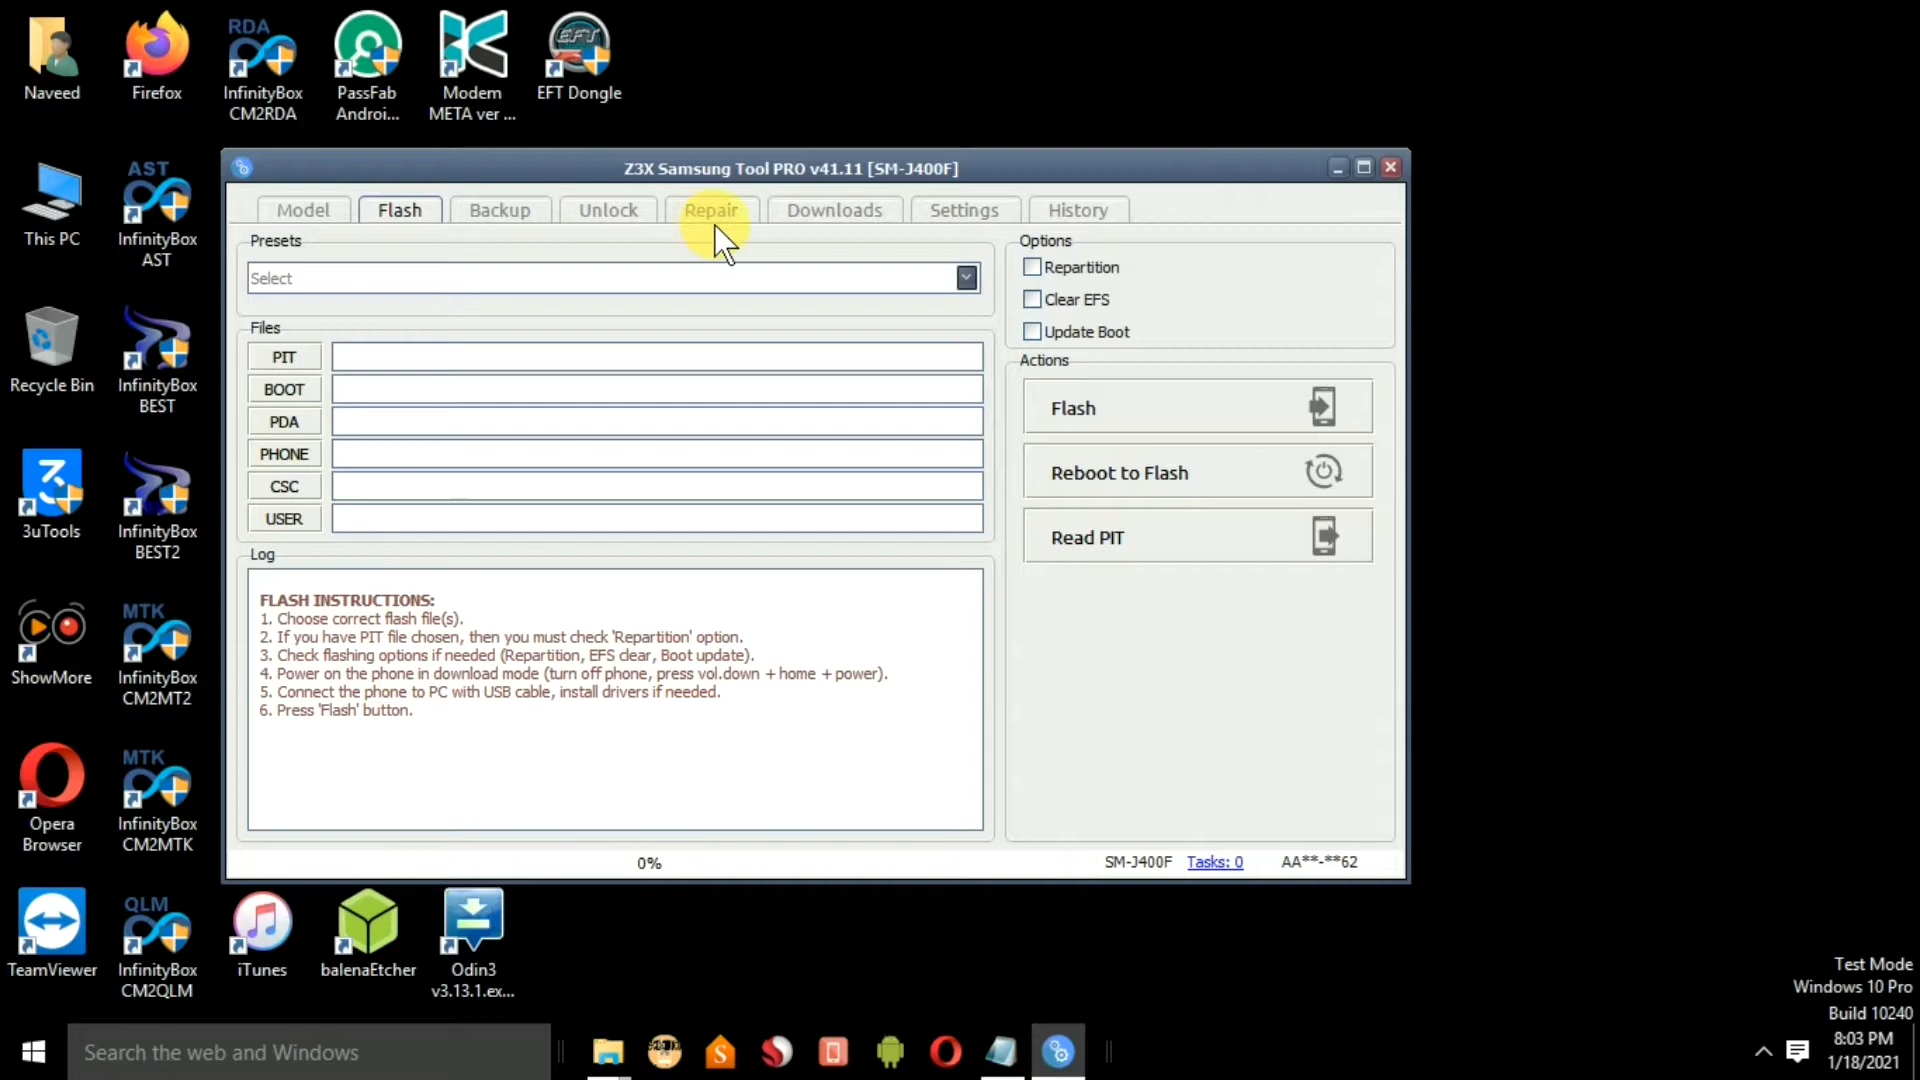 Naveed
Firefox
RDA
InfinityBox
CM2RDA
PassFab
Androi...
Modem
META ver ...
EFT
EFT Dongle
This PC
AST
InfinityBox
AST
Recycle Bin
InfinityBox
BEST
3uTools
InfinityBox
BEST2
ShowMore
MTK
InfinityBox
CM2MT2
Opera
Browser
MTK
InfinityBox
CM2MTK
TeamViewer
QLM
InfinityBox
CM2QLM
iTunes
balenaEtcher
Odin3
v3.13.1.ex...
Z3X Samsung Tool PRO v41.11 [SM-J400F]
Model
Flash
Backup
Unlock
Repair
Downloads
Settings
History
Presets
Select
Files
PIT
BOOT
PDA
PHONE
CSC
USER
Log
FLASH INSTRUCTIONS:
1. Choose correct flash file(s).
2. If you have PIT file chosen, then you must check 'Repartition' option.
3. Check flashing options if needed (Repartition, EFS clear, Boot update).
4. Power on the phone in download mode (turn off phone, press vol.down + home + power).
5. Connect the phone to PC with USB cable, install drivers if needed.
6. Press 'Flash' button.
Options
Repartition
Clear EFS
Update Boot
Actions
Flash
Reboot to Flash
Read PIT
0%
SM-J400F
Tasks: 0
AA**-**62
Test Mode
Windows 10 Pro
Build 10240
Search the web and Windows
8:03 PM
1/18/2021